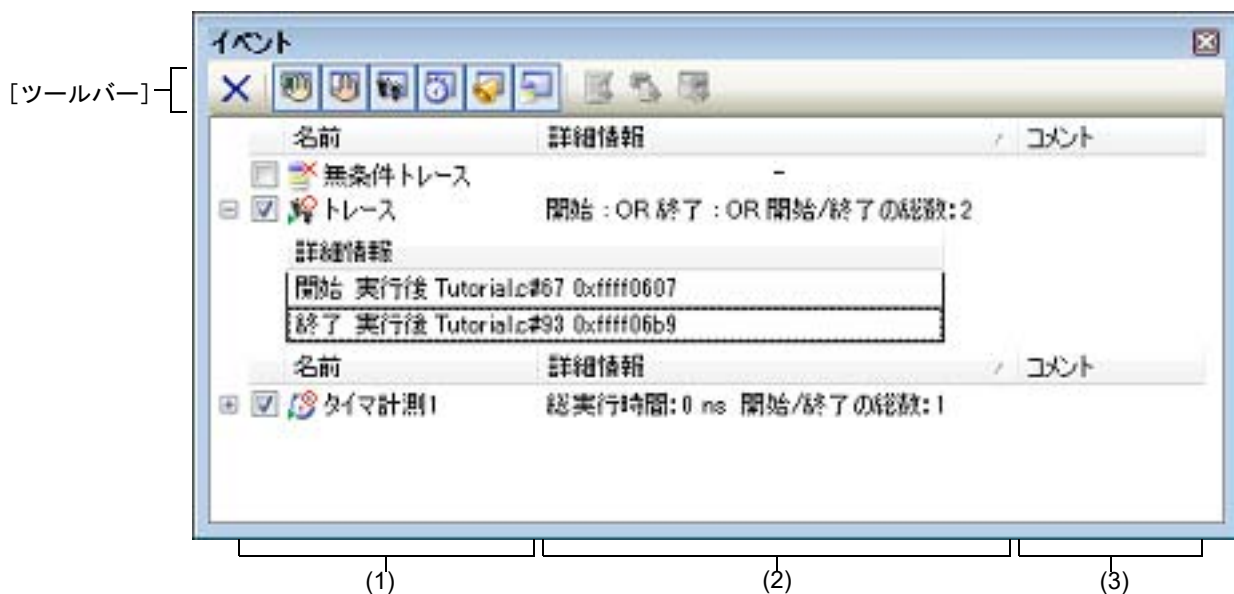 イベント
[ツールバー]
名前 詳細情報 コメント
無条件トレース -
トレース 開始 : OR 終了 : OR 開始/終了の総数:2
詳細情報
開始 実行後 Tutorial.c#67 0xffff0607
終了 実行後 Tutorial.c#93 0xffff06b9
名前 詳細情報 コメント
タイマ計測1 総実行時間: 0 ns 開始/終了の総数: 1
(1) (2) (3)